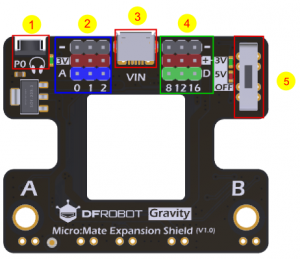 1 2 3 4
- - + 3V
P0 3V
VIN 5V
A D OFF
0 1 2 8 12 16
5
A B
DFROBOT Gravity
Micro:Mate Expansion Shield (V1.0)